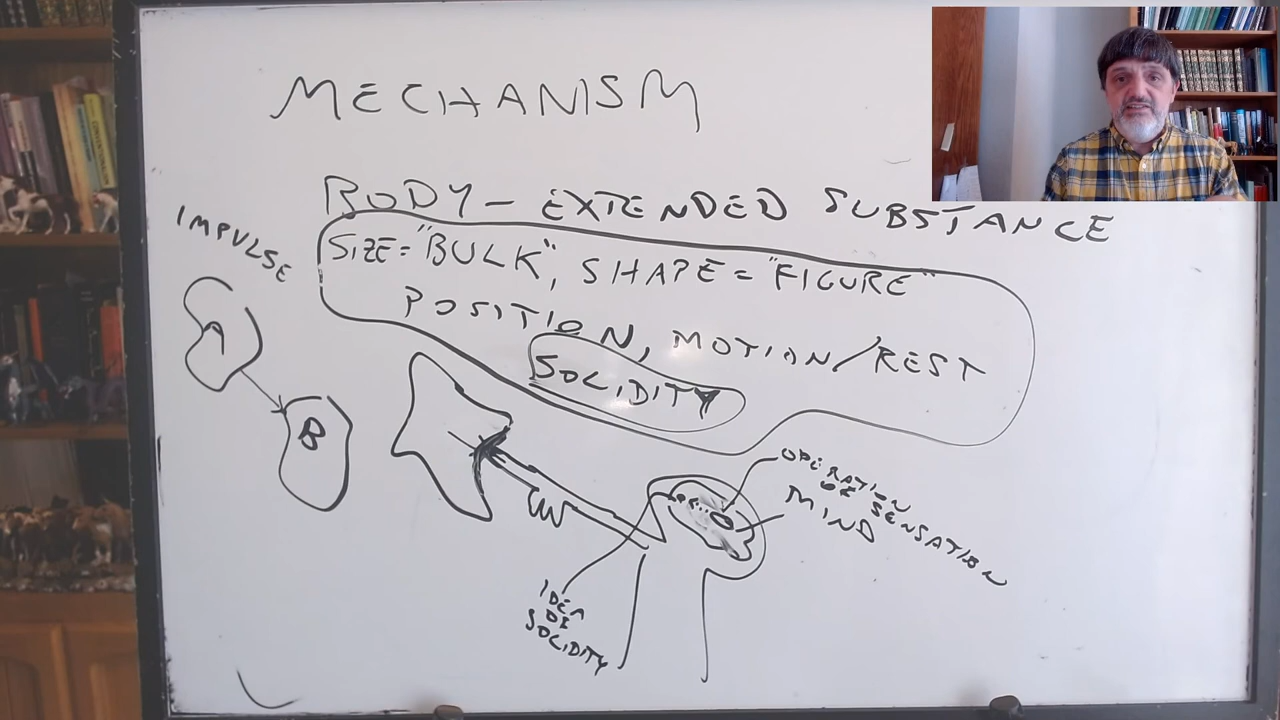 MECHANISM
BODY - EXTENDED SUBSTANCE
IMPULSE
SIZE = "BULK", SHAPE = "FIGURE"
POSITION, MOTION/REST
SOLIDITY
A
B
OPERATION
OF SENSATION
MIND
IDEA
OF
SOLIDITY